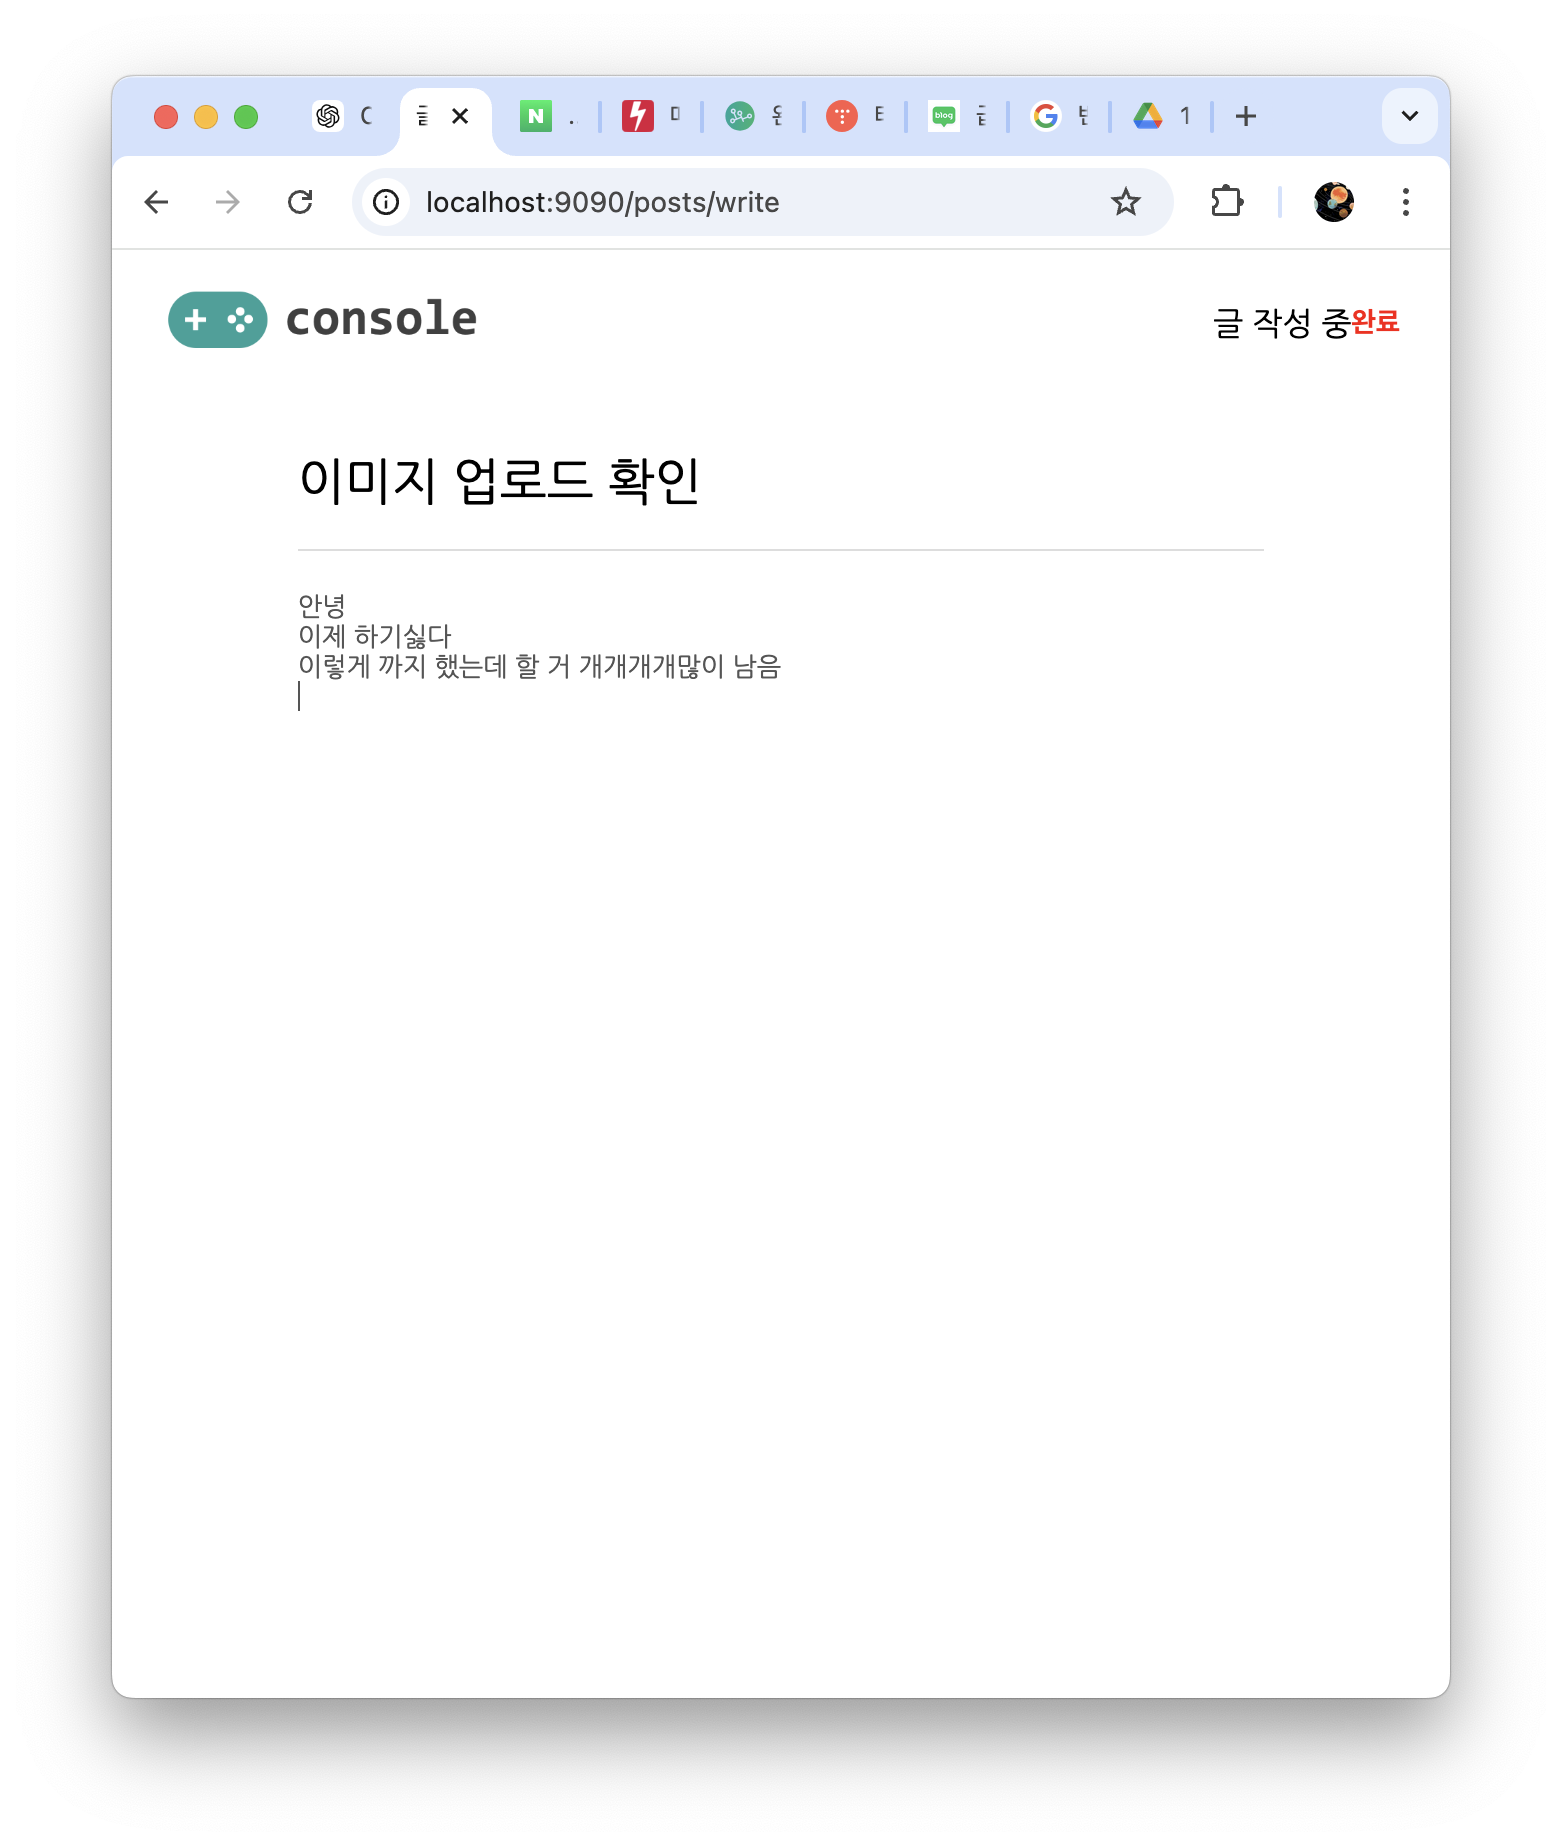 localhost:9090/posts/write
console
글 작성 중완료
이미지 업로드 확인
안녕
이제 하기싫다
이렇게 까지 했는데 할 거 개개개개많이 남음